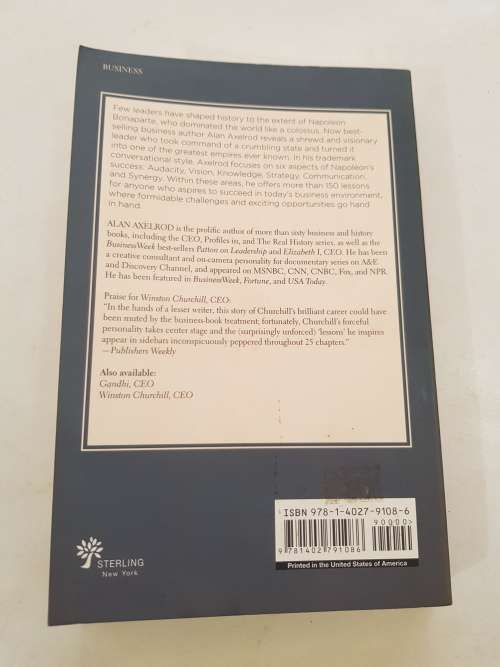 BUSINESS
Few leaders have shaped history to the extent of Napoleon
Bonaparte, who dominated the world like a colossus. Now best-
selling business author Alan Axelrod reveals a shrewd and visionary
leader who took command of a crumbling state and turned it
into one of the greatest empires ever known. In his trademark
conversational style, Axelrod focuses on six aspects of Napoleon's
success: Audacity, Vision, Knowledge, Strategy, Communication,
and Synergy. Within these areas, he offers more than 150 lessons
for anyone who aspires to succeed in today's business environment,
where formidable challenges and exciting opportunities go hand
in hand.
ALAN AXELROD is the prolific author of more than sixty business and history
books, including the CEO, Profiles in, and The Real History series, as well as the
BusinessWeek best-sellers Patton on Leadership and Elizabeth I, CEO. He has been
a creative consultant and on-camera personality for documentary series on A&E
and Discovery Channel, and appeared on MSNBC, CNN, CNBC, Fox, and NPR.
He has been featured in BusinessWeek, Fortune, and USA Today.
Praise for Winston Churchill, CEO:
"In the hands of a lesser writer, this story of Churchill's brilliant career could have
been muted by the business-book treatment; fortunately, Churchill's forceful
personality takes center stage and the (surprisingly unforced) 'lessons' he inspires
appear in sidebars inconspicuously peppered throughout 25 chapters."
—Publishers Weekly
Also available:
Gandhi, CEO
Winston Churchill, CEO
ISBN 978-1-4027-9108-6
90000>
9 781402 791086
Printed in the United States of America
STERLING
New York